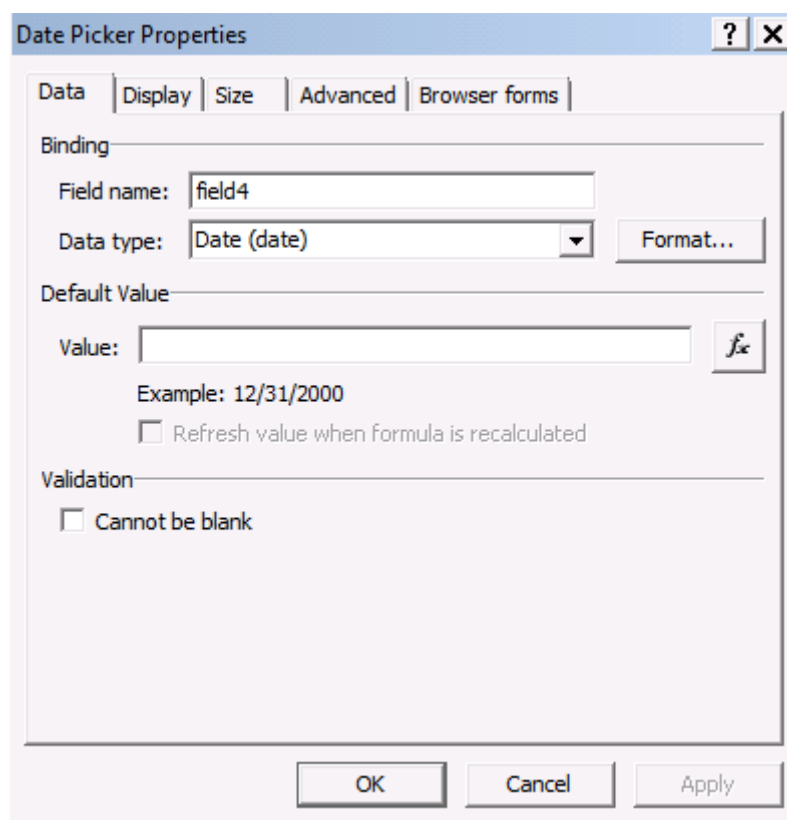 Date Picker Properties ? X
Data Display Size Advanced Browser forms
Binding
Field name: field4
Data type: Date (date) Format...
Default Value
Value: fx
Example: 12/31/2000
Refresh value when formula is recalculated
Validation
Cannot be blank
OK Cancel Apply